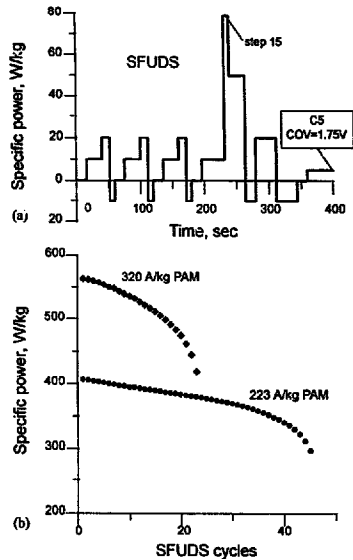 Specific power, W/kg
80
60
40
20
0
20
SFUDS
step 15
C5
COV=1.75V
0 100 200 300 400
(a)
Time, sec
Specific power, W/kg
600
500
400
300
200
320 A/kg PAM
223 A/kg PAM
0 20 40
(b)
SFUDS cycles